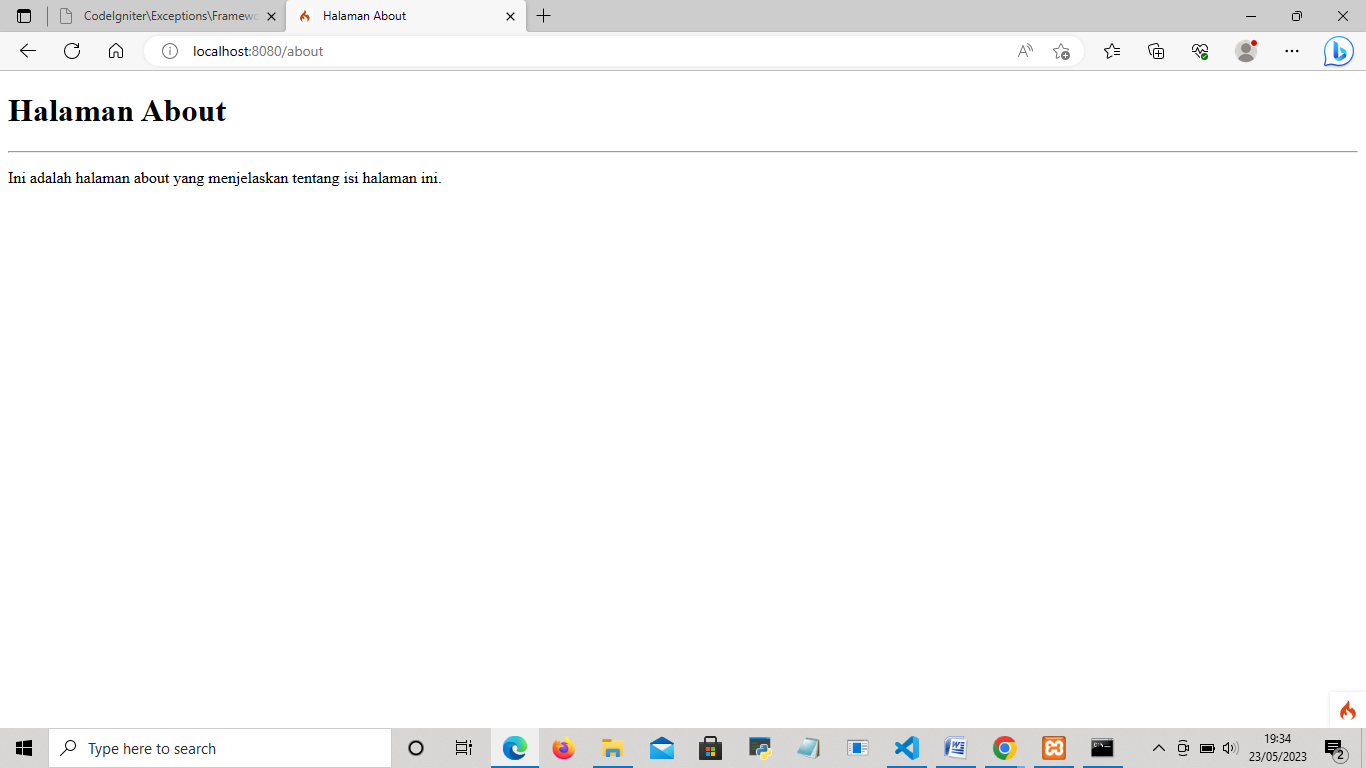 CodeIgniter\Exceptions\Framewo
Halaman About
localhost:8080/about
Halaman About
Ini adalah halaman about yang menjelaskan tentang isi halaman ini.
Type here to search
19:34
23/05/2023
2